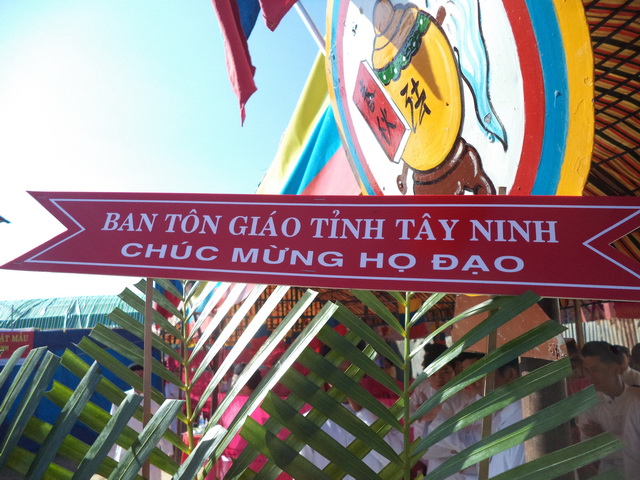 BAN TÔN GIÁO TỈNH TÂY NINH
CHÚC MỪNG HỌ ĐẠO